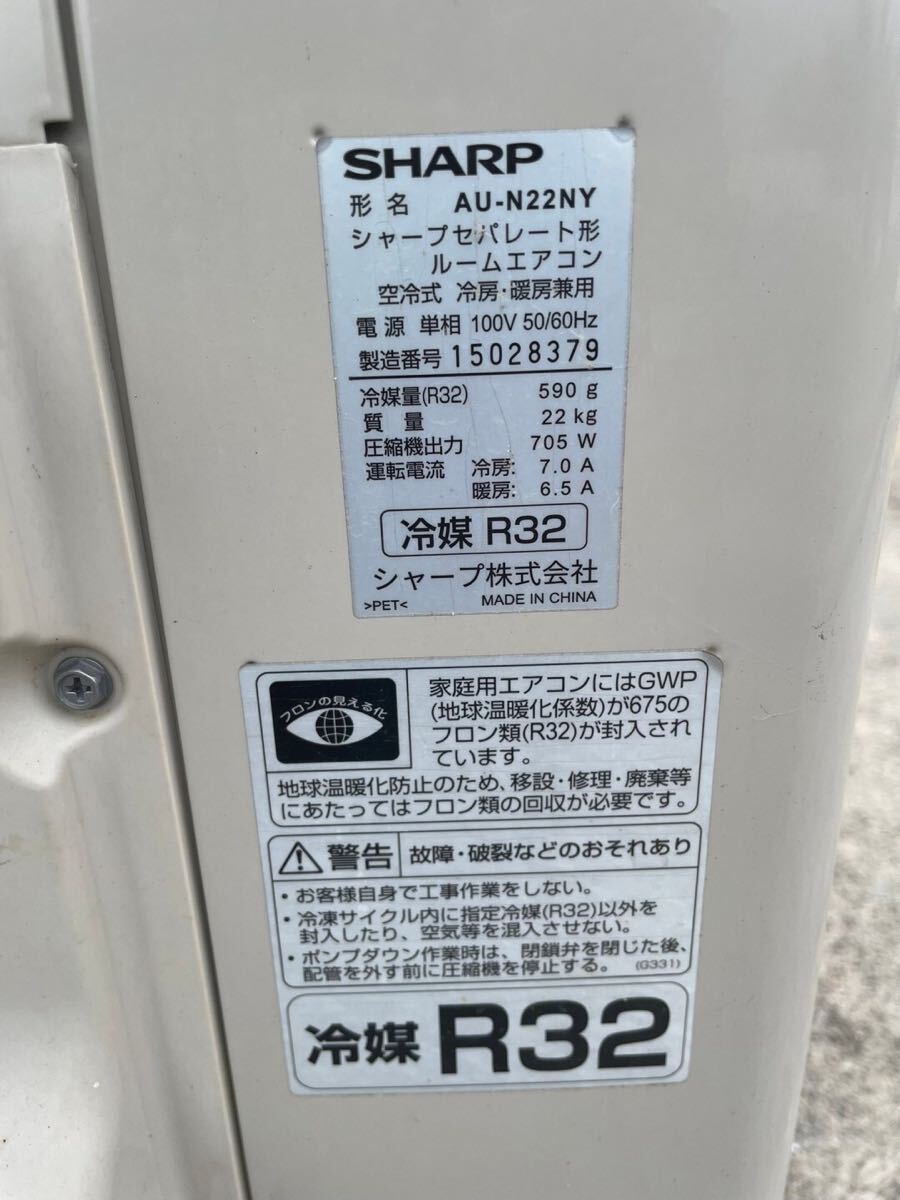 SHARP
形名 AU-N22NY
シャープセパレート形
ルームエアコン
空冷式 冷房・暖房兼用
電源 単相 100V 50/60Hz
製造番号 15028379
冷媒量(R32) 590 g
質量 22 kg
圧縮機出力 705 W
運転電流 冷房: 7.0 A
暖房: 6.5 A
冷媒 R32
シャープ株式会社
>PET< MADE IN CHINA
フロンの見える化
家庭用エアコンにはGWP
(地球温暖化係数)が675の
フロン類(R32)が封入され
ています。
地球温暖化防止のため、移設・修理・廃棄等
にあたってはフロン類の回収が必要です。
警告 故障・破裂などのおそれあり
・お客様自身で工事作業をしない。
・冷凍サイクル内に指定冷媒(R32)以外を
封入したり、空気等を混入させない。
・ポンプダウン作業時は、閉鎖弁を閉じた後、
配管を外す前に圧縮機を停止する。 (G331)
冷媒 R32